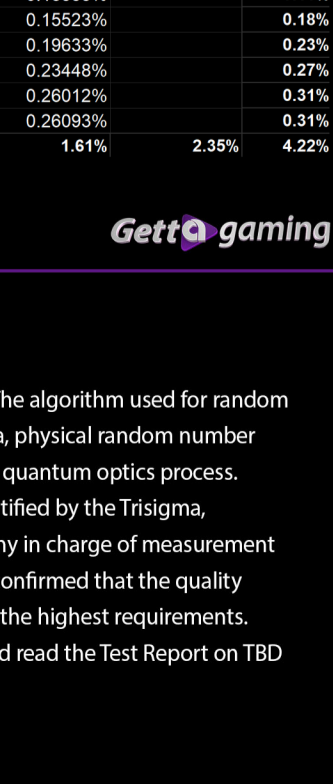 0.15523% 0.18%
0.19633% 0.23%
0.23448% 0.27%
0.26012% 0.31%
0.26093% 0.31%
1.61% 2.35% 4.22%
Getta gaming
he algorithm used for random
a, physical random number
quantum optics process.
tified by the Trisigma,
ny in charge of measurement
onfirmed that the quality
the highest requirements.
d read the Test Report on TBD